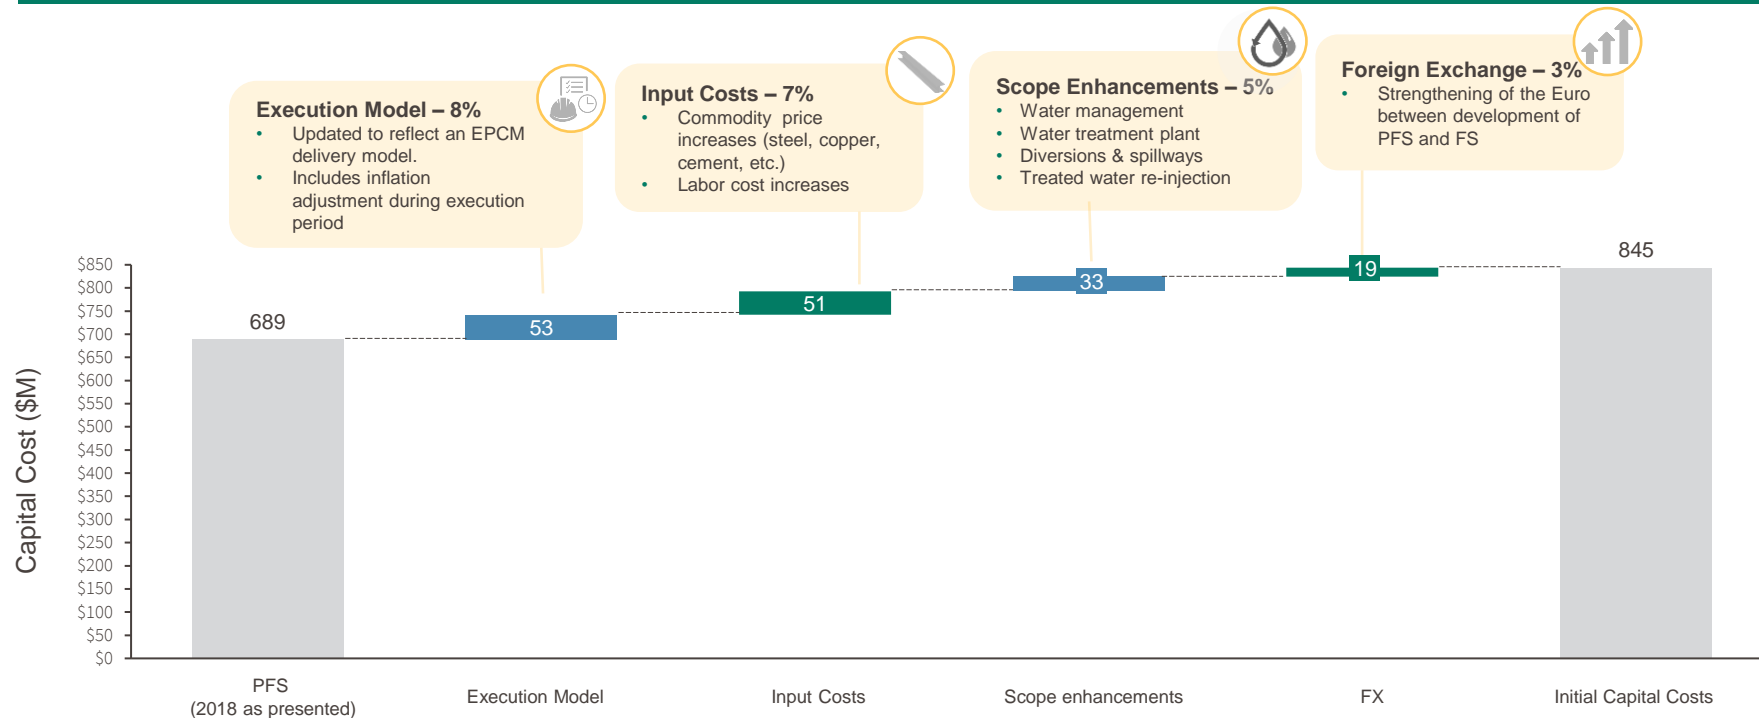 Execution Model – 8%
• Updated to reflect an EPCM
delivery model.
• Includes inflation
adjustment during execution
period
Input Costs – 7%
• Commodity price
increases (steel, copper,
cement, etc.)
• Labor cost increases
Scope Enhancements – 5%
• Water management
• Water treatment plant
• Diversions & spillways
• Treated water re-injection
Foreign Exchange – 3%
• Strengthening of the Euro
between development of
PFS and FS
Capital Cost ($M)
$850
$800
$750
$700
$650
$600
$550
$500
$450
$400
$350
$300
$250
$200
$150
$100
$50
$0
689
53
51
33
19
845
PFS
(2018 as presented)
Execution Model
Input Costs
Scope enhancements
FX
Initial Capital Costs